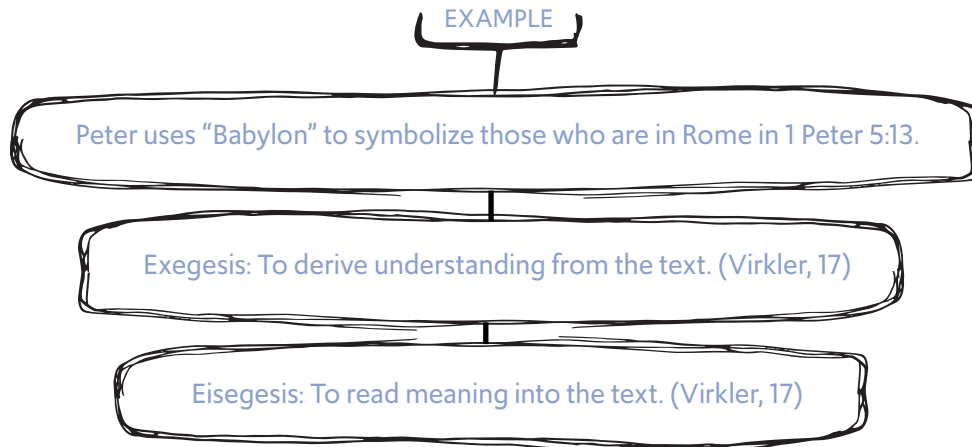 EXAMPLE
Peter uses “Babylon” to symbolize those who are in Rome in 1 Peter 5:13.
Exegesis: To derive understanding from the text. (Virkler, 17)
Eisegesis: To read meaning into the text. (Virkler, 17)